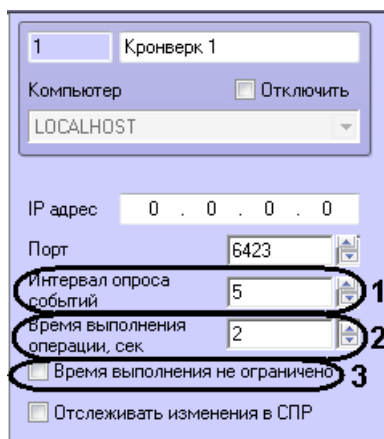 1 Кронверк 1
Компьютер Отключить
LOCALHOST
IP адрес 0 . 0 . 0 . 0
Порт 6423
Интервал опроса
событий 5 1
Время выполнения
операции, сек 2 2
Время выполнения не ограничено 3
Отслеживать изменения в СПР